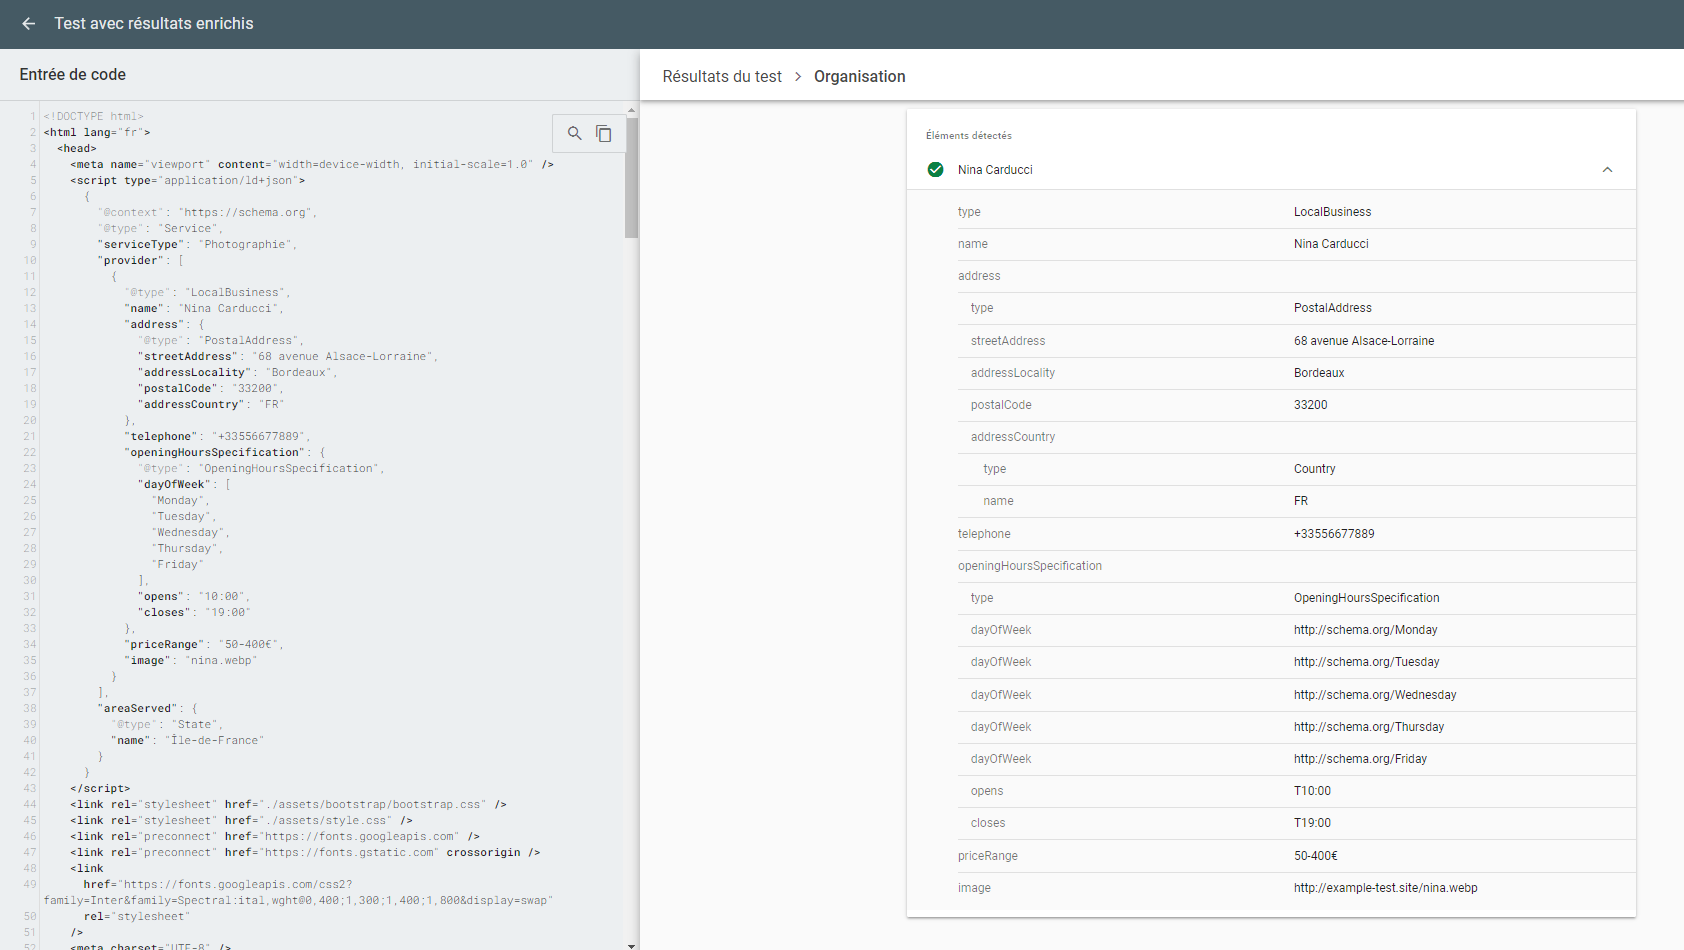 Test avec résultats enrichis
Entrée de code
1 <!DOCTYPE html>
2 <html lang="fr">
3 <head>
4 <meta name="viewport" content="width=device-width, initial-scale=1.0" />
5 <script type="application/ld+json">
6 {
7 "@context": "https://schema.org",
8 "@type": "Service",
9 "serviceType": "Photographie",
10 "provider": [
11 {
12 "@type": "LocalBusiness",
13 "name": "Nina Carducci",
14 "address": {
15 "@type": "PostalAddress",
16 "streetAddress": "68 avenue Alsace-Lorraine",
17 "addressLocality": "Bordeaux",
18 "postalCode": "33200",
19 "addressCountry": "FR"
20 },
21 "telephone": "+33556677889",
22 "openingHoursSpecification": {
23 "@type": "OpeningHoursSpecification",
24 "dayOfWeek": [
25 "Monday",
26 "Tuesday",
27 "Wednesday",
28 "Thursday",
29 "Friday"
30 ],
31 "opens": "10:00",
32 "closes": "19:00"
33 },
34 "priceRange": "50-400€",
35 "image": "nina.webp"
36 }
37 ],
38 "areaServed": {
39 "@type": "State",
40 "name": "Île-de-France"
41 }
42 }
43 </script>
44 <link rel="stylesheet" href="./assets/bootstrap/bootstrap.css" />
45 <link rel="stylesheet" href="./assets/style.css" />
46 <link rel="preconnect" href="https://fonts.googleapis.com" />
47 <link rel="preconnect" href="https://fonts.gstatic.com" crossorigin />
48 <link
49 href="https://fonts.googleapis.com/css2?
family=Inter&family=Spectral:ital,wght@0,400;1,300;1,400;1,800&display=swap"
50 rel="stylesheet"
51 />
52 <meta charset="UTF-8" />
Résultats du test > Organisation
Éléments détectés
Nina Carducci
type LocalBusiness
name Nina Carducci
address
type PostalAddress
streetAddress 68 avenue Alsace-Lorraine
addressLocality Bordeaux
postalCode 33200
addressCountry
type Country
name FR
telephone +33556677889
openingHoursSpecification
type OpeningHoursSpecification
dayOfWeek http://schema.org/Monday
dayOfWeek http://schema.org/Tuesday
dayOfWeek http://schema.org/Wednesday
dayOfWeek http://schema.org/Thursday
dayOfWeek http://schema.org/Friday
opens T10:00
closes T19:00
priceRange 50-400€
image http://example-test.site/nina.webp